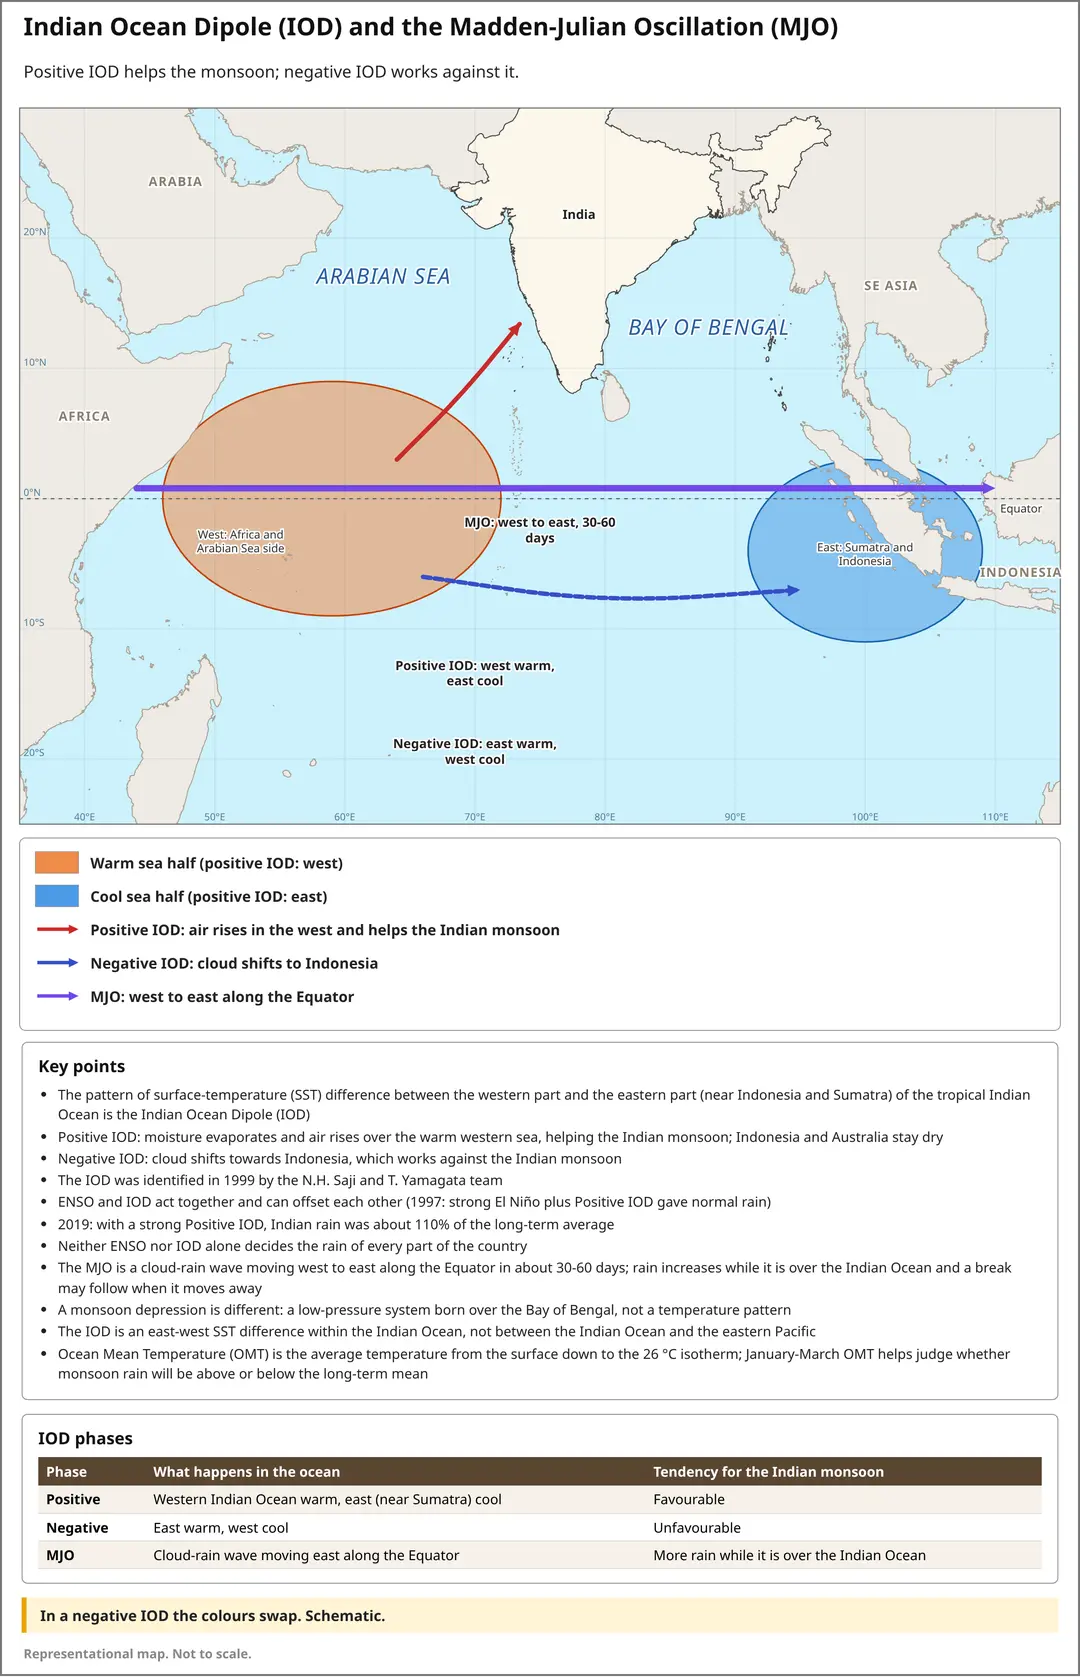 Indian Ocean Dipole (IOD) and the Madden-Julian Oscillation (MJO)
Positive IOD helps the monsoon; negative IOD works against it.
ARABIA
India
20°N
ARABIAN SEA
SE ASIA
BAY OF BENGAL
10°N
AFRICA
0°N
Equator
MJO: west to east, 30-60
days
West: Africa and
Arabian Sea side
East: Sumatra and
Indonesia
INDONESIA
10°S
Positive IOD: west warm,
east cool
Negative IOD: east warm,
west cool
20°S
40°E 50°E 60°E 70°E 80°E 90°E 100°E 110°E
Warm sea half (positive IOD: west)
Cool sea half (positive IOD: east)
Positive IOD: air rises in the west and helps the Indian monsoon
Negative IOD: cloud shifts to Indonesia
MJO: west to east along the Equator
Key points
• The pattern of surface-temperature (SST) difference between the western part and the eastern part (near Indonesia and Sumatra) of the tropical Indian
Ocean is the Indian Ocean Dipole (IOD)
• Positive IOD: moisture evaporates and air rises over the warm western sea, helping the Indian monsoon; Indonesia and Australia stay dry
• Negative IOD: cloud shifts towards Indonesia, which works against the Indian monsoon
• The IOD was identified in 1999 by the N.H. Saji and T. Yamagata team
• ENSO and IOD act together and can offset each other (1997: strong El Niño plus Positive IOD gave normal rain)
• 2019: with a strong Positive IOD, Indian rain was about 110% of the long-term average
• Neither ENSO nor IOD alone decides the rain of every part of the country
• The MJO is a cloud-rain wave moving west to east along the Equator in about 30-60 days; rain increases while it is over the Indian Ocean and a break
may follow when it moves away
• A monsoon depression is different: a low-pressure system born over the Bay of Bengal, not a temperature pattern
• The IOD is an east-west SST difference within the Indian Ocean, not between the Indian Ocean and the eastern Pacific
• Ocean Mean Temperature (OMT) is the average temperature from the surface down to the 26 °C isotherm; January-March OMT helps judge whether
monsoon rain will be above or below the long-term mean
IOD phases
Phase What happens in the ocean Tendency for the Indian monsoon
Positive Western Indian Ocean warm, east (near Sumatra) cool Favourable
Negative East warm, west cool Unfavourable
MJO Cloud-rain wave moving east along the Equator More rain while it is over the Indian Ocean
In a negative IOD the colours swap. Schematic.
Representational map. Not to scale.